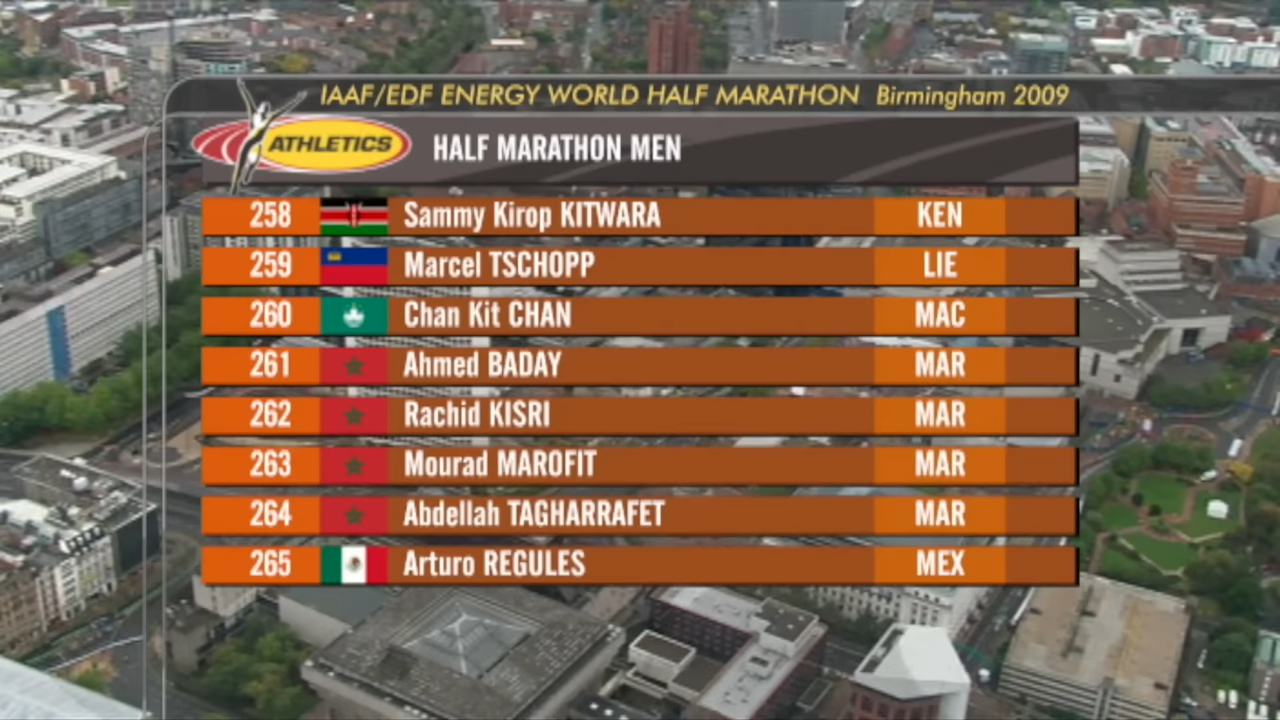 IAAF/EDF ENERGY WORLD HALF MARATHON Birmingham 2009
ATHLETICS HALF MARATHON MEN
258 Sammy Kirop KITWARA KEN
259 Marcel TSCHOPP LIE
260 Chan Kit CHAN MAC
261 Ahmed BADAY MAR
262 Rachid KISRI MAR
263 Mourad MAROFIT MAR
264 Abdellah TAGHARRAFET MAR
265 Arturo REGULES MEX